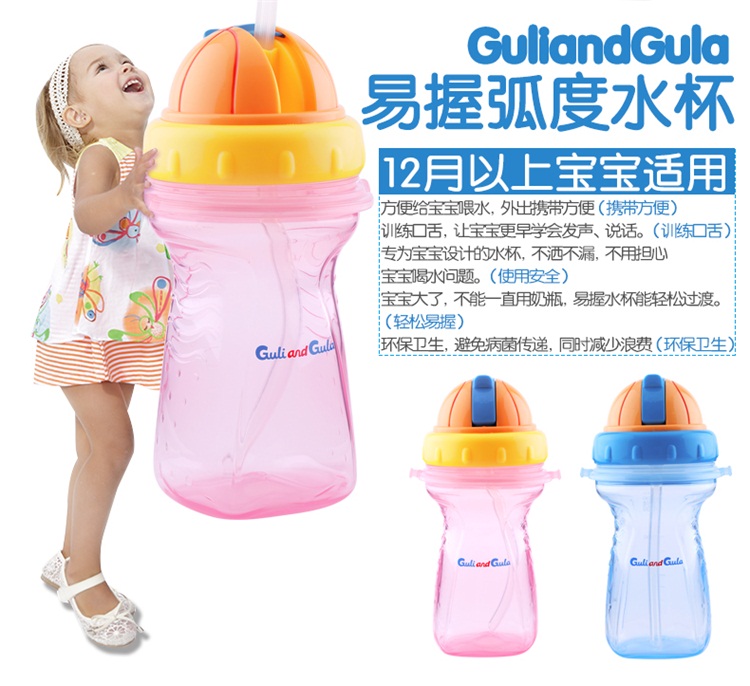 GuliandGula
易握弧度水杯
12月以上宝宝适用
方便给宝宝喂水，外出携带方便（携带方便）
训练口舌，让宝宝更早学会发声、说话。（训练口舌）
专为宝宝设计的水杯，不洒不漏，不用担心
宝宝喝水问题。（使用安全）
宝宝大了，不能一直用奶瓶，易握水杯能轻松过渡。
（轻松易握）
环保卫生，避免病菌传递，同时减少浪费（环保卫生）
Guli and Gula
Guli and Gula
Guli and Gula